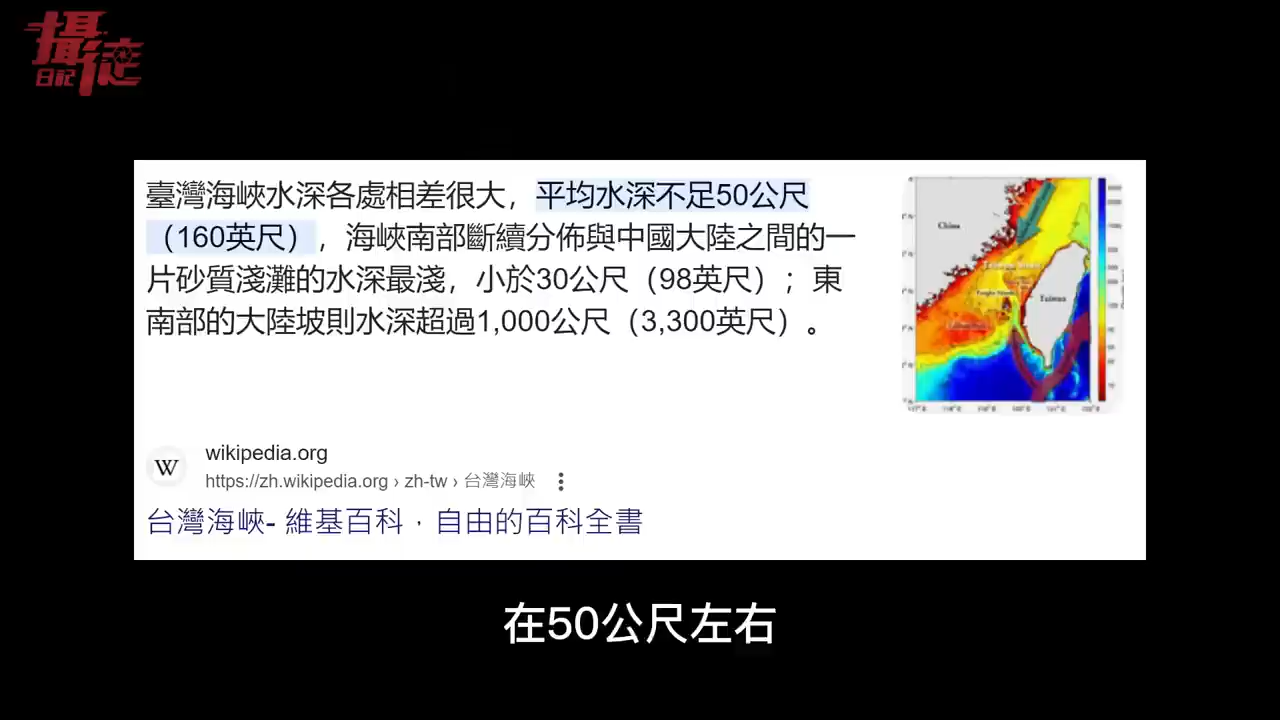 攝徒
日記
臺灣海峽水深各處相差很大，平均水深不足50公尺
（160英尺），海峽南部斷續分佈與中國大陸之間的一
片砂質淺灘的水深最淺，小於30公尺（98英尺）；東
南部的大陸坡則水深超過1,000公尺（3,300英尺）。
China
Taiwan
W
wikipedia.org
https://zh.wikipedia.org › zh-tw › 台灣海峽
台灣海峽- 維基百科，自由的百科全書
在50公尺左右